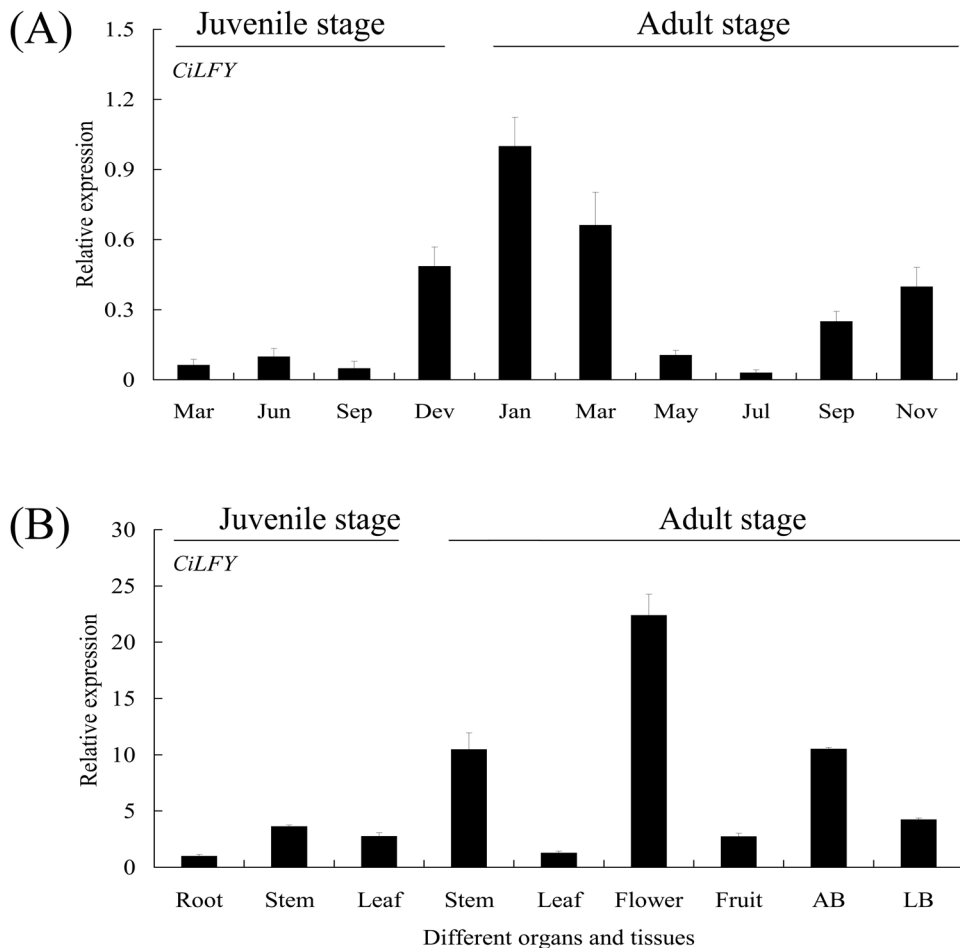 (A)
Juvenile stage Adult stage
CiLFY
Relative expression
1.5
1.2
0.9
0.6
0.3
0
Mar Jun Sep Dev Jan Mar May Jul Sep Nov
(B)
Juvenile stage Adult stage
CiLFY
Relative expression
30
25
20
15
10
5
0
Root Stem Leaf Stem Leaf Flower Fruit AB LB
Different organs and tissues